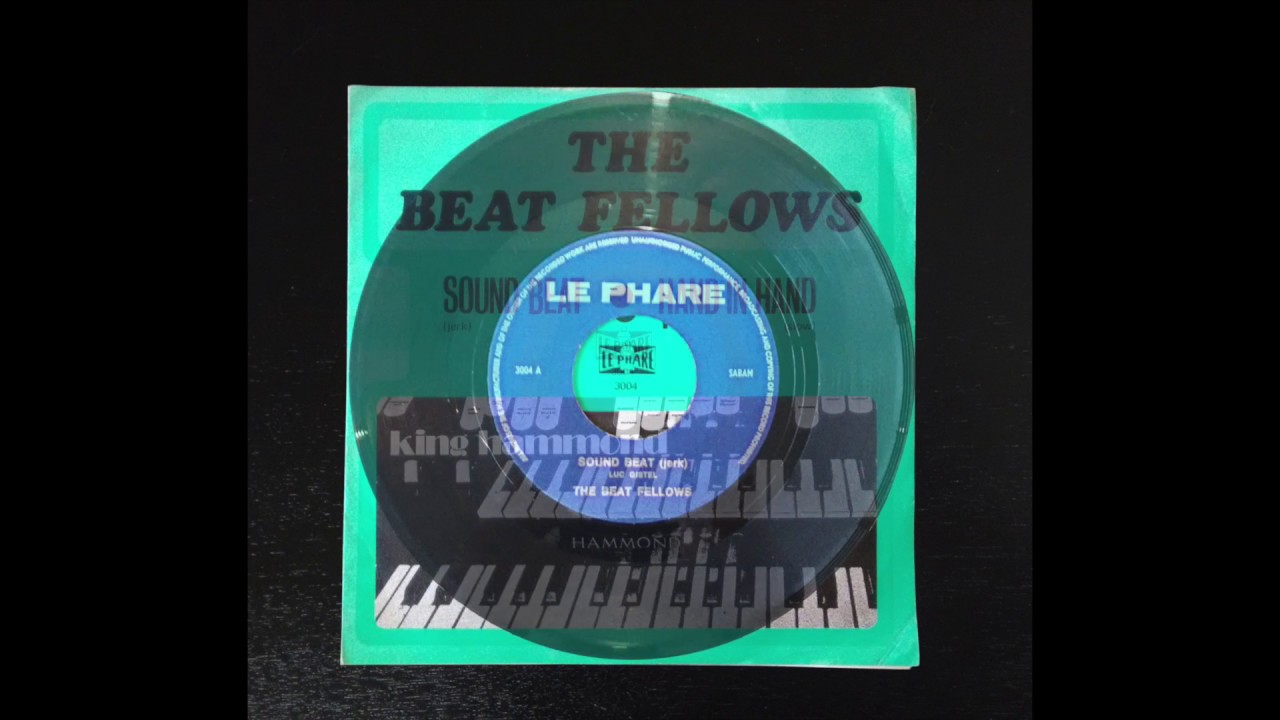 THE
BEAT FELLOWS
SOUND BEAT HAND IN HAND
(jerk)
LE PHARE
LE PHARE
3004 A
SABAM
3004
king hammond
SOUND BEAT (jerk)
LUC GISTEL
THE BEAT FELLOWS
HAMMOND